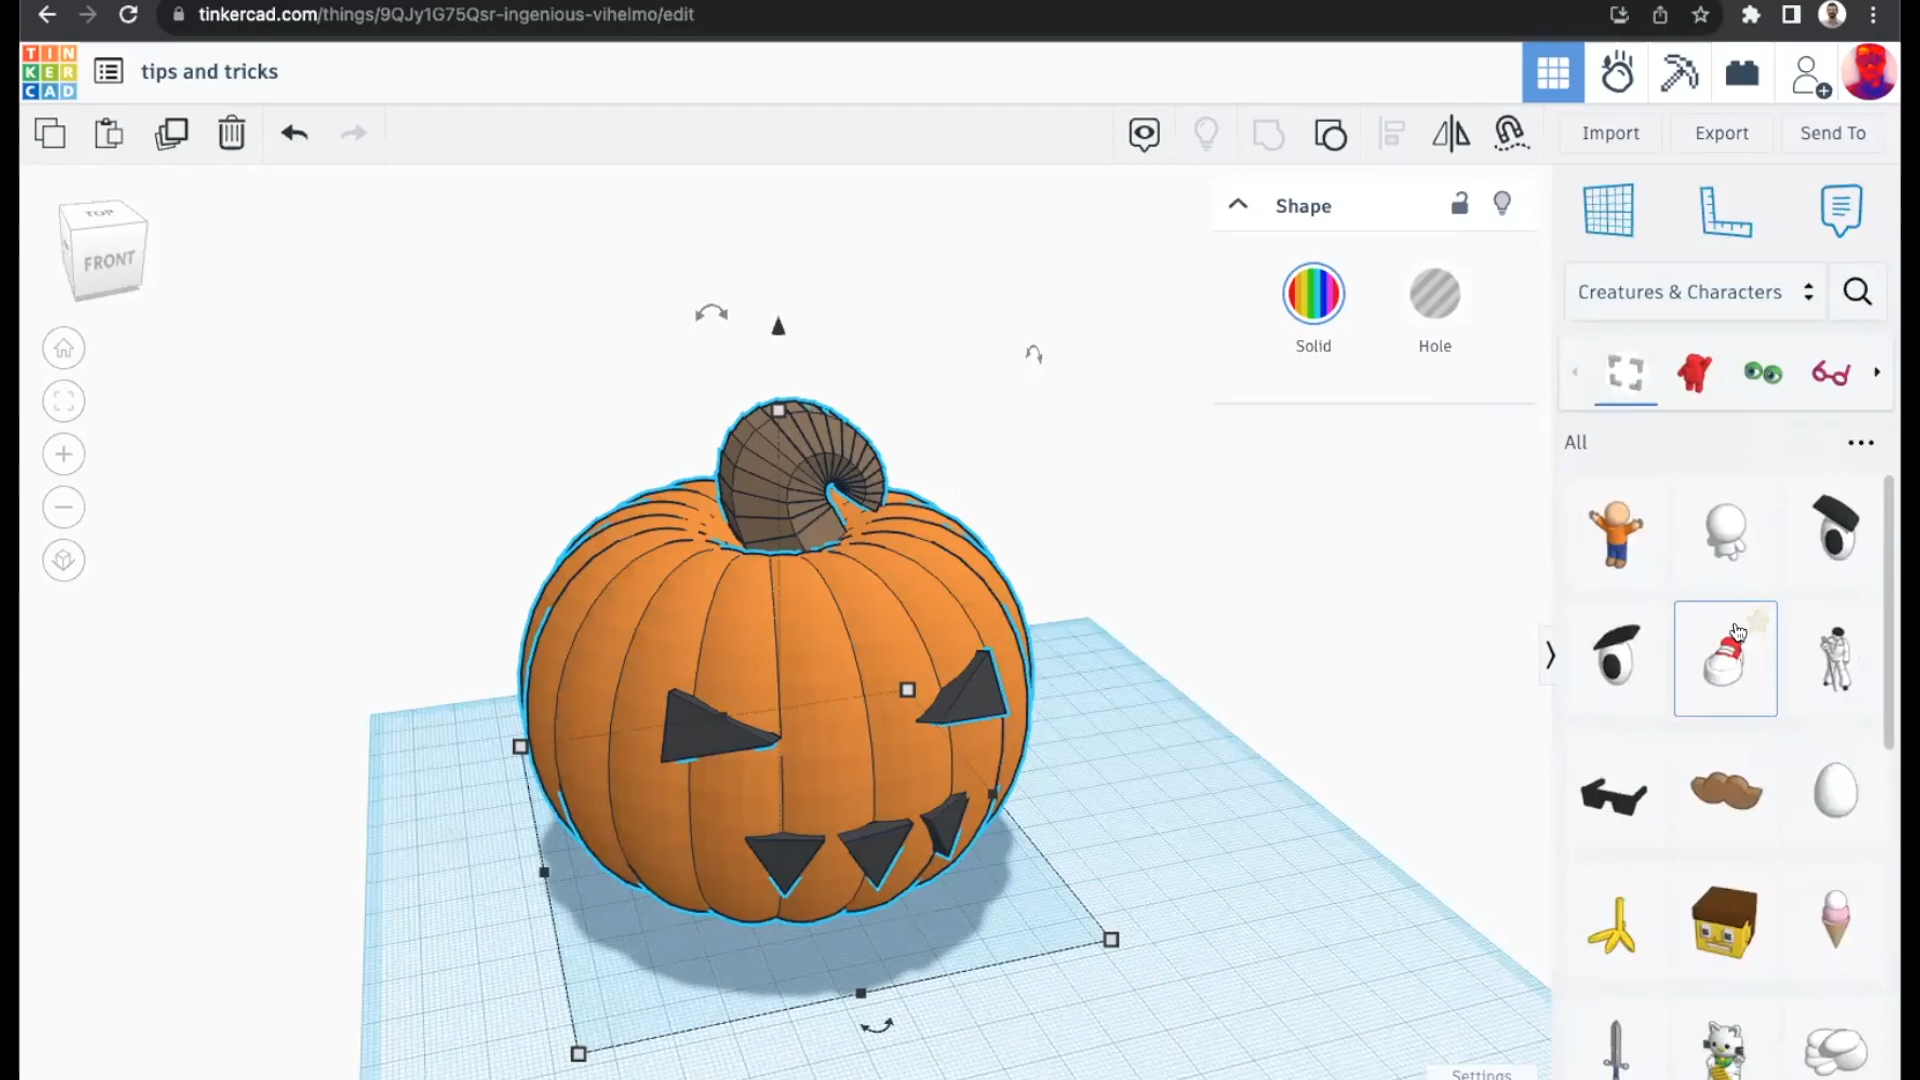 tinkercad.com/things/9QJy1G75Qsr-ingenious-vihelmo/edit
TIN
KER
CAD
tips and tricks
Import
Export
Send To
TOP
FRONT
Shape
Solid
Hole
Creatures & Characters
All
Settings